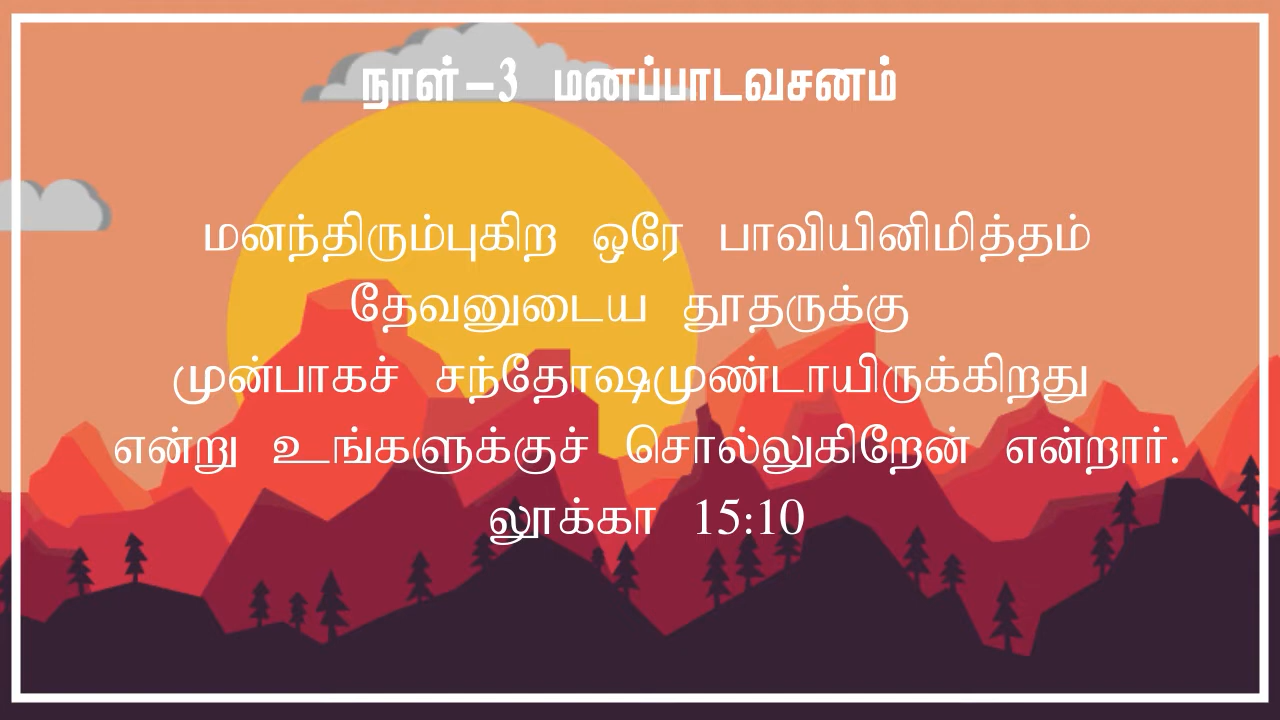 நாள்-3 மனப்பாடவசனம்
மனந்திரும்புகிற ஒரே பாவியினிமித்தம்
தேவனுடைய தூதருக்கு
முன்பாகச் சந்தோஷமுண்டாயிருக்கிறது
என்று உங்களுக்குச் சொல்லுகிறேன் என்றார்.
லூக்கா 15:10